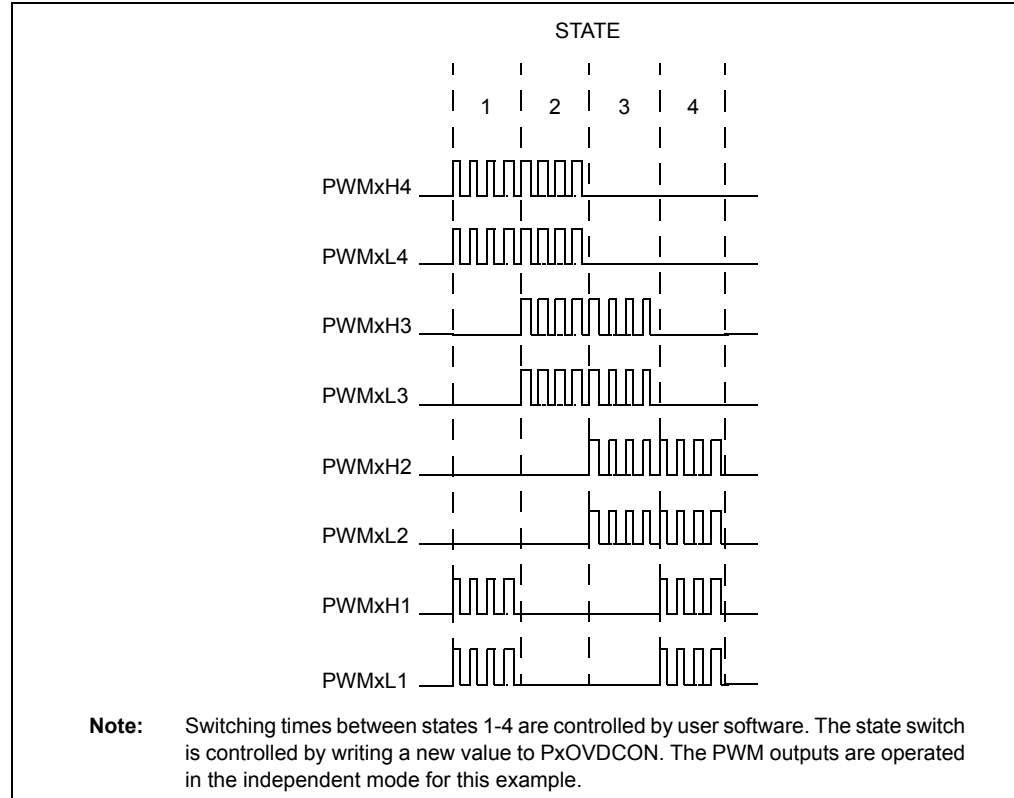 STATE
1 2 3 4
PWMxH4
PWMxL4
PWMxH3
PWMxL3
PWMxH2
PWMxL2
PWMxH1
PWMxL1
Note: Switching times between states 1-4 are controlled by user software. The state switch
is controlled by writing a new value to PxOVDCON. The PWM outputs are operated
in the independent mode for this example.